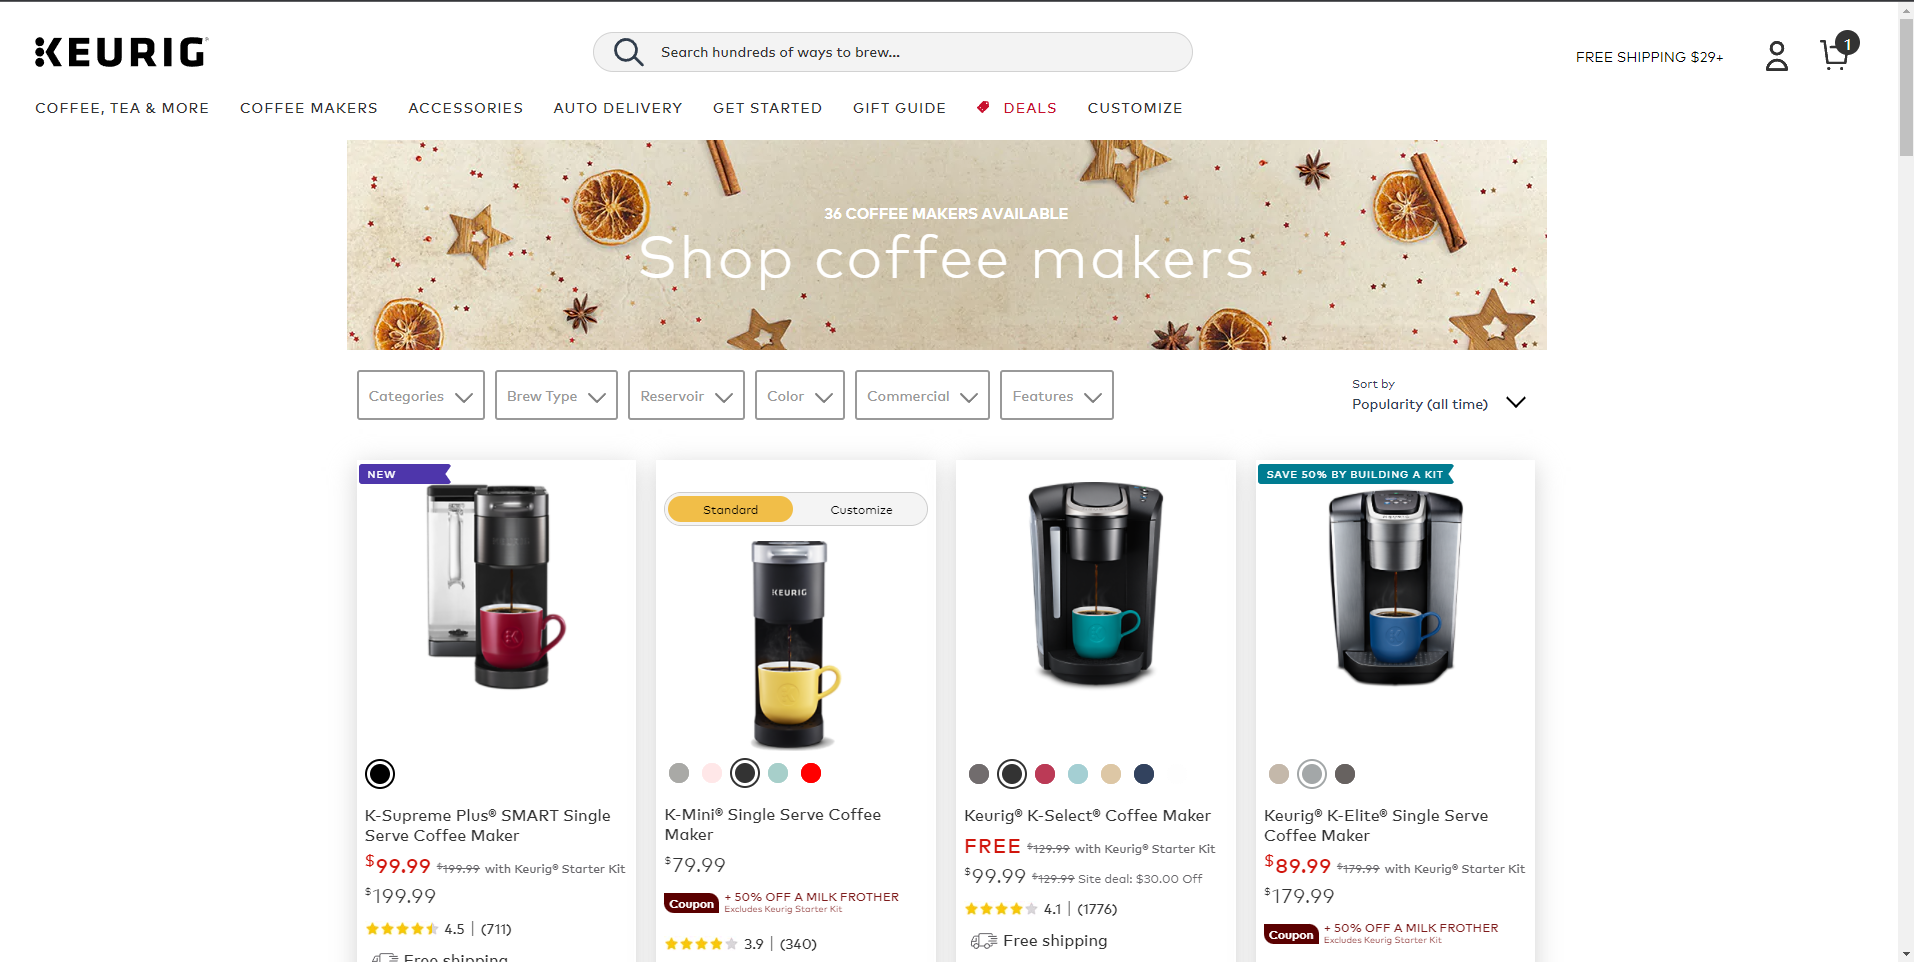 KEURIG
Search hundreds of ways to brew...
FREE SHIPPING $29+
1
COFFEE, TEA & MORE
COFFEE MAKERS
ACCESSORIES
AUTO DELIVERY
GET STARTED
GIFT GUIDE
DEALS
CUSTOMIZE
36 COFFEE MAKERS AVAILABLE
Shop coffee makers
Categories
Brew Type
Reservoir
Color
Commercial
Features
Sort by
Popularity (all time)
NEW
K-Supreme Plus® SMART Single
Serve Coffee Maker
$99.99 $199.99 with Keurig® Starter Kit
$199.99
4.5 | (711)
Free shipping
Standard
Customize
KEURIG
K-Mini® Single Serve Coffee
Maker
$79.99
Coupon
+ 50% OFF A MILK FROTHER
Excludes Keurig Starter Kit
3.9 | (340)
Keurig® K-Select® Coffee Maker
FREE $129.99 with Keurig® Starter Kit
$99.99 $129.99 Site deal: $30.00 Off
4.1 | (1776)
Free shipping
SAVE 50% BY BUILDING A KIT
KEURIG
Keurig® K-Elite® Single Serve
Coffee Maker
$89.99 $179.99 with Keurig® Starter Kit
$179.99
Coupon
+ 50% OFF A MILK FROTHER
Excludes Keurig Starter Kit